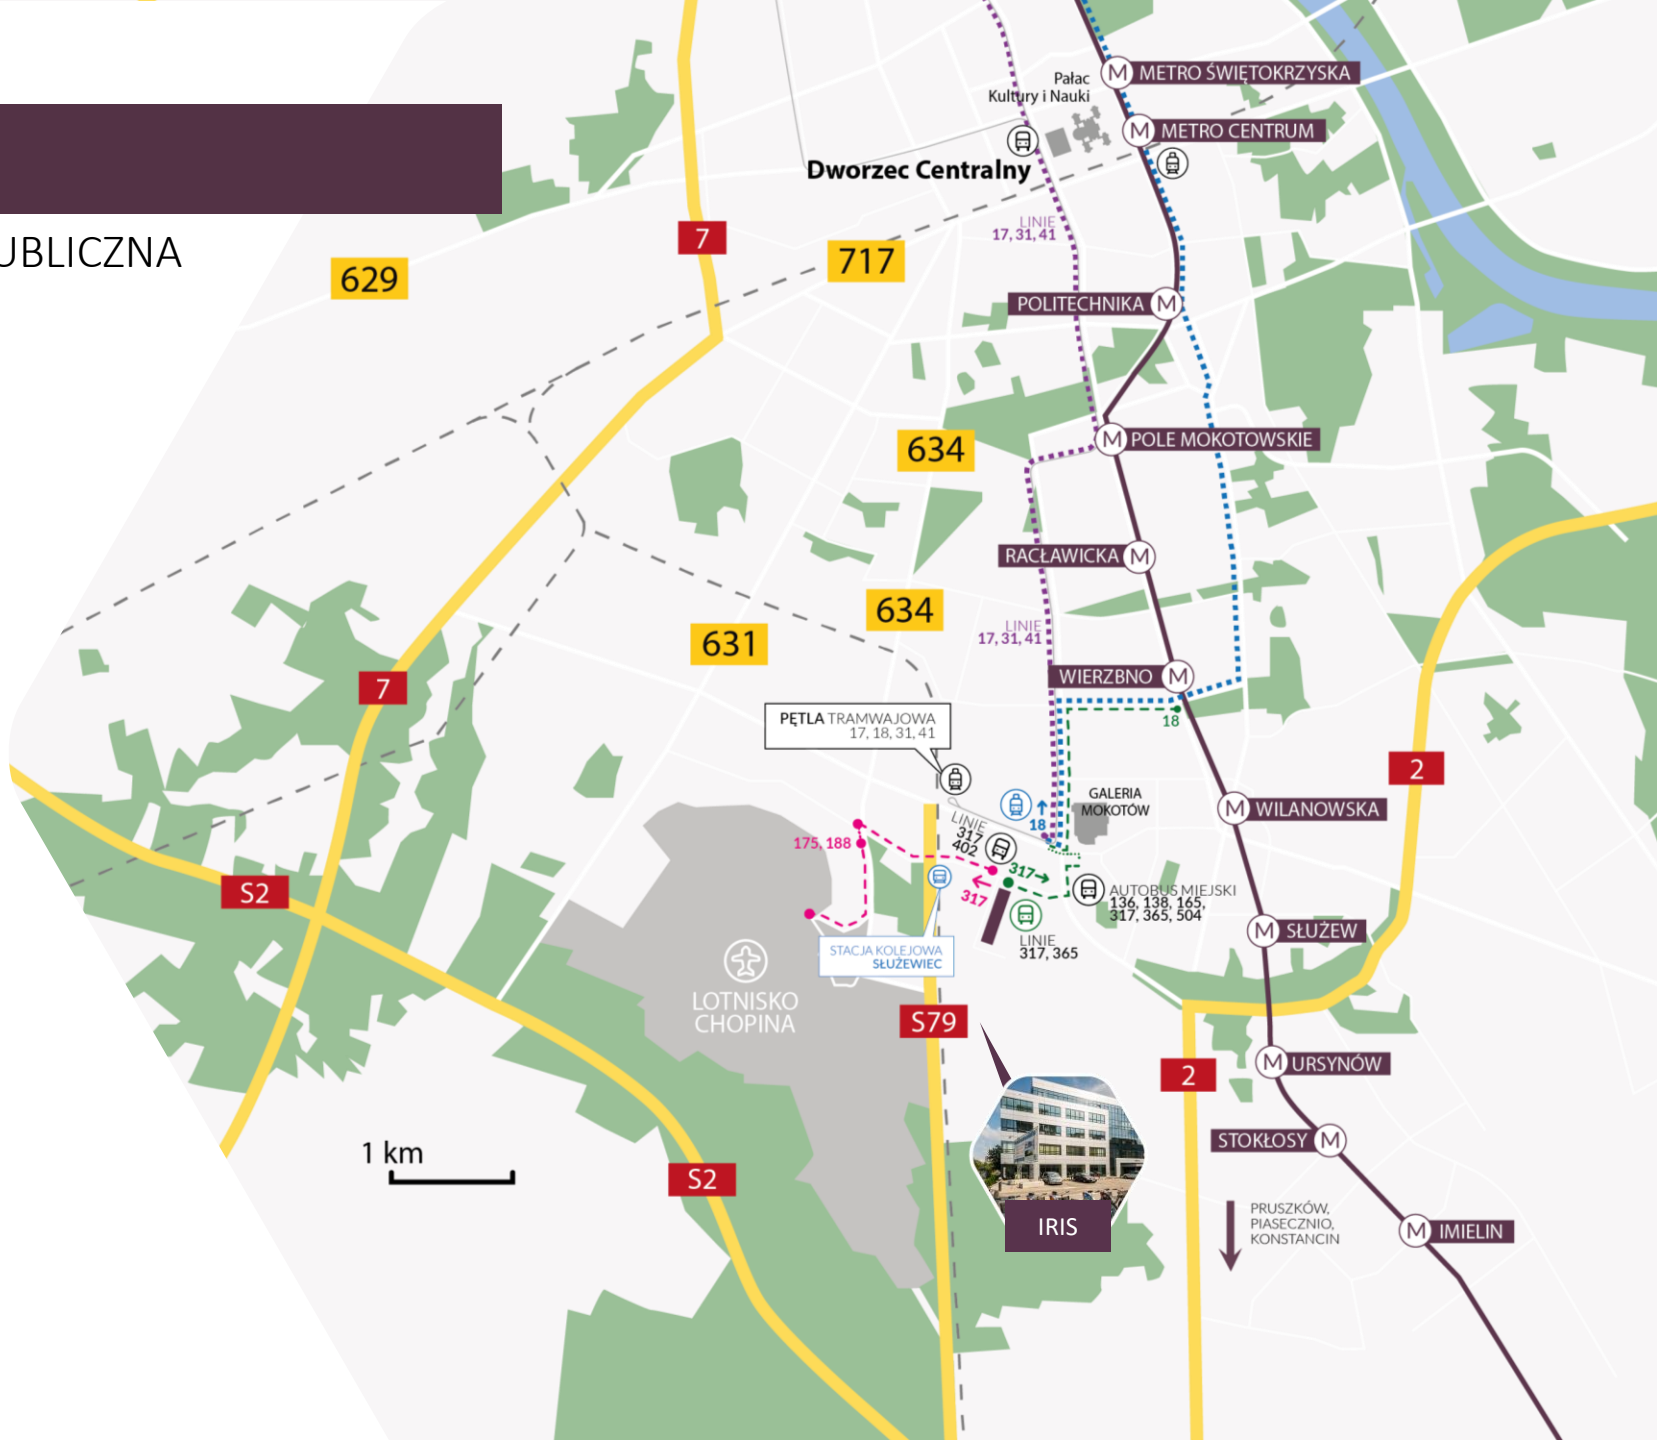 METRO ŚWIĘTOKRZYSKA
Pałac
Kultury i Nauki
METRO CENTRUM
Dworzec Centralny
LINIE
17, 31, 41
7
UBLICZNA
629
717
POLITECHNIKA
634
POLE MOKOTOWSKIE
RACŁAWICKA
634
631
LINIE
17, 31, 41
7
WIERZBNO
PĘTLA TRAMWAJOWA
17, 18, 31, 41
18
2
GALERIA
MOKOTÓW
WILANOWSKA
18
LINIE
317
402
175, 188
317
317
AUTOBUS MIEJSKI
136, 138, 165,
317, 365, 504
S2
SŁUŻEW
LINIE
317, 365
STACJA KOLEJOWA
SŁUŻEWIEC
LOTNISKO
CHOPINA
S79
URSYNÓW
2
STOKŁOSY
1 km
S2
PRUSZKÓW,
PIASECZNIO,
KONSTANCIN
IRIS
IMIELIN
M
M
M
M
M
M
M
M
M
M
M